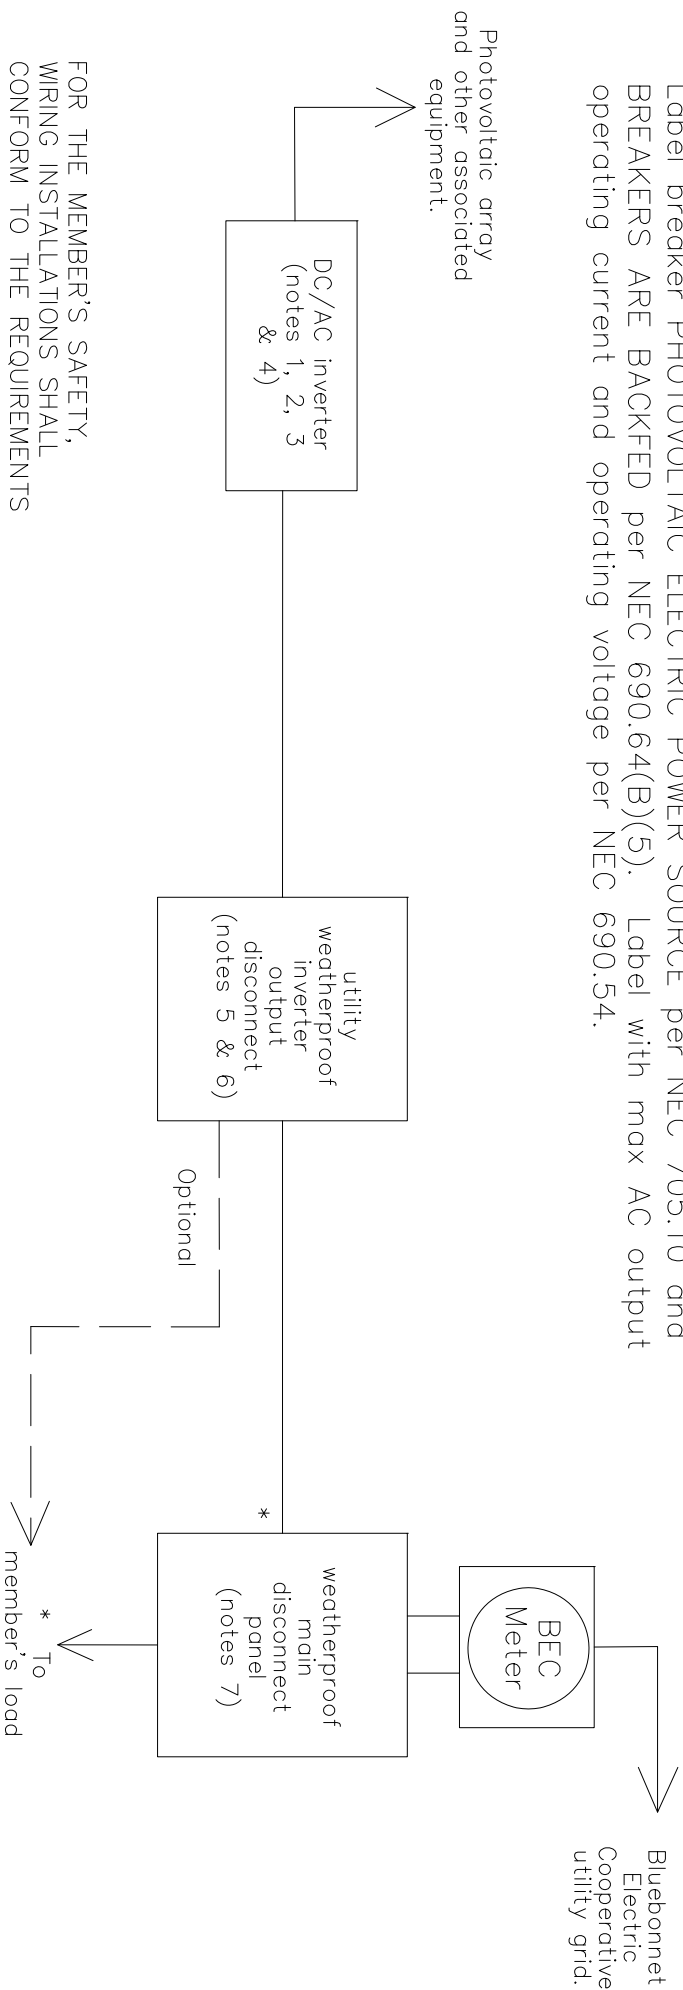 Label breaker PHOTOVOLTAIC ELECTRIC POWER SOURCE per NEC 705.10 and
BREAKERS ARE BACKFED per NEC 690.64(B)(5).  Label with max AC output
operating current and operating voltage per NEC 690.54.
Bluebonnet
Electric
Cooperative
utility grid.
Photovoltaic array
and other associated
equipment.
BEC
Meter
DC/AC inverter
(notes 1, 2, 3
& 4)
utility
weatherproof
inverter
output
disconnect
(notes 5 & 6)
*
weatherproof
main
disconnect
panel
(notes 7)
Optional
* To
member's load
FOR THE MEMBER'S SAFETY,
WIRING INSTALLATIONS SHALL
CONFORM TO THE REQUIREMENTS